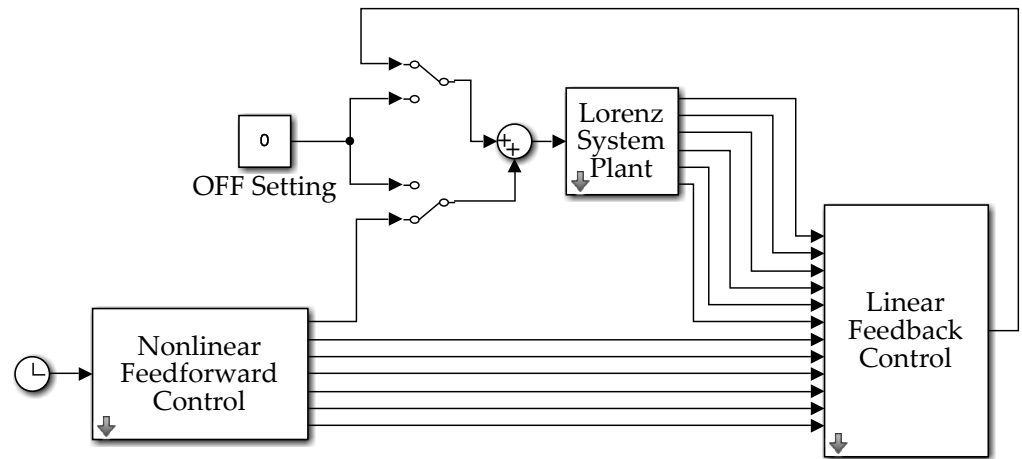 Lorenz
System
Plant
0
OFF Setting
++
Linear
Feedback
Control
Nonlinear
Feedforward
Control